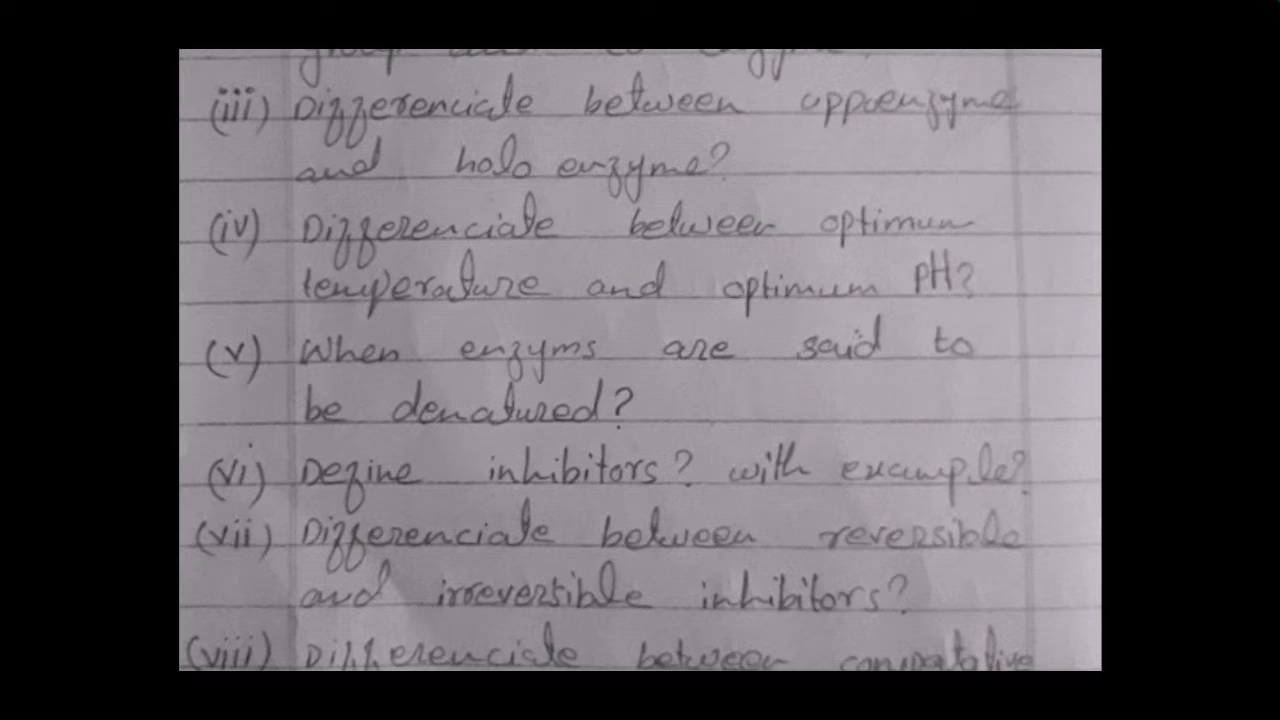 (iii) Differenciate between appoenzyme
and holo enzyme?
(iv) Differenciate between optimum
temperature and optimum PH?
(v) When enzyms are said to
be denatured?
(vi) Define inhibitors? with example?
(vii) Differenciate between reversible
and irreversible inhibitors?
(viii) Differenciate between